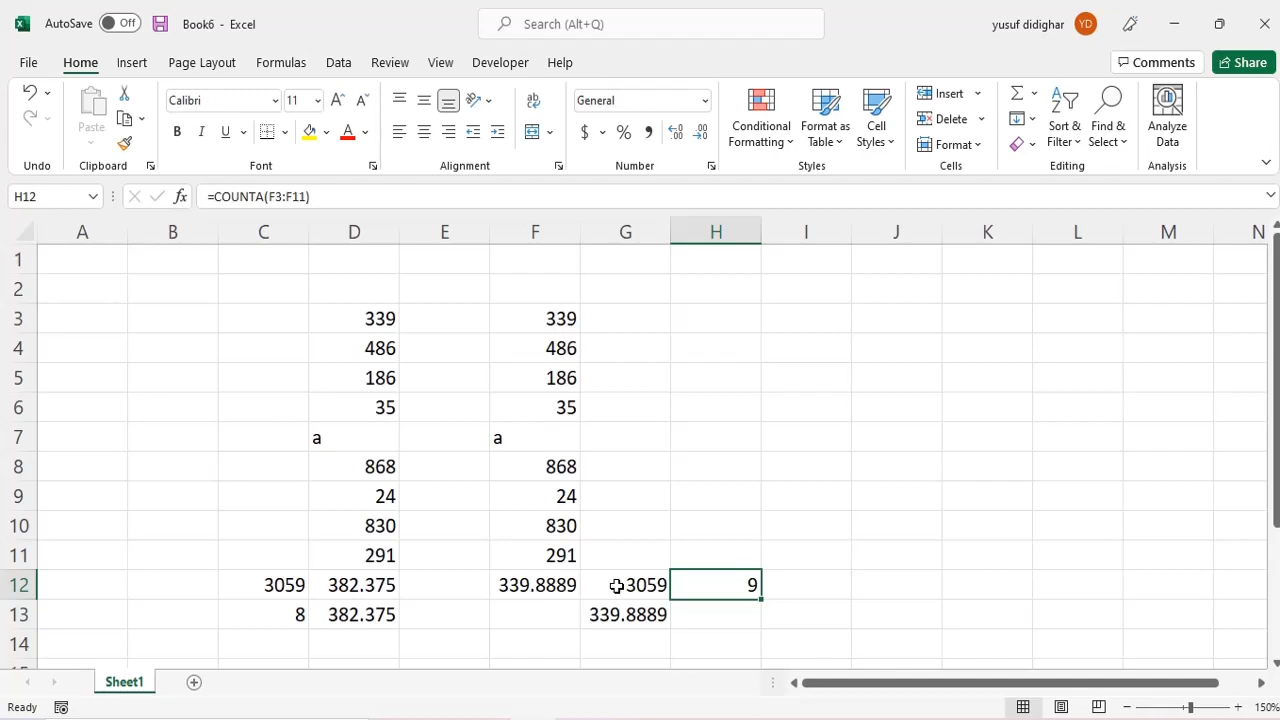 AutoSave Off Book6 - Excel Search (Alt+Q) yusuf didighar YD
File Home Insert Page Layout Formulas Data Review View Developer Help Comments Share
Calibri 11 General Insert
Paste Conditional Formatting Format as Table Cell Styles Delete Sort & Filter Find & Select Analyze Data
Format
Undo Clipboard Font Alignment Number Styles Cells Editing Analysis
H12 fx =COUNTA(F3:F11)
A B C D E F G H I J K L M N
1
2
3 339 339
4 486 486
5 186 186
6 35 35
7 a a
8 868 868
9 24 24
10 830 830
11 291 291
12 3059 382.375 339.8889 3059 9
13 8 382.375 339.8889
14
Sheet1
Ready 150%